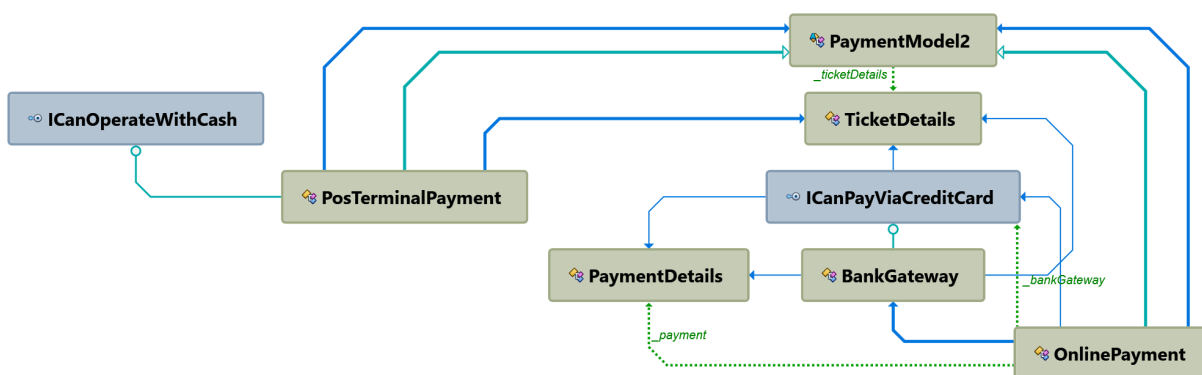 PaymentModel2
_ticketDetails
ICanOperateWithCash
TicketDetails
PosTerminalPayment
ICanPayViaCreditCard
PaymentDetails
BankGateway
_bankGateway
_payment
OnlinePayment